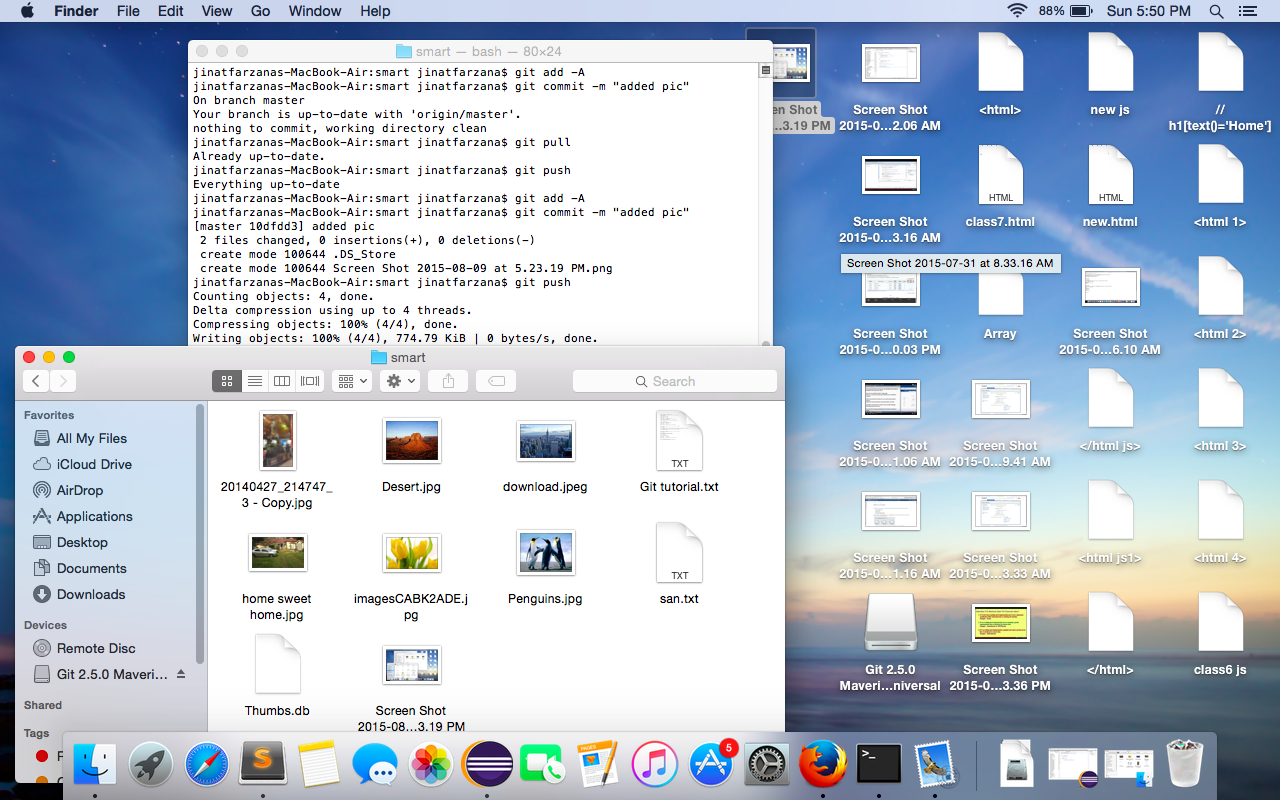 Finder File Edit View Go Window Help 88% Sun 5:50 PM
smart — bash — 80×24
jinatfarzanas-MacBook-Air:smart jinatfarzana$ git add -A
jinatfarzanas-MacBook-Air:smart jinatfarzana$ git commit -m "added pic"
On branch master
Your branch is up-to-date with 'origin/master'.
nothing to commit, working directory clean
jinatfarzanas-MacBook-Air:smart jinatfarzana$ git pull
Already up-to-date.
jinatfarzanas-MacBook-Air:smart jinatfarzana$ git push
Everything up-to-date
jinatfarzanas-MacBook-Air:smart jinatfarzana$ git add -A
jinatfarzanas-MacBook-Air:smart jinatfarzana$ git commit -m "added pic"
[master 10dfdd3] added pic
2 files changed, 0 insertions(+), 0 deletions(-)
create mode 100644 .DS_Store
create mode 100644 Screen Shot 2015-08-09 at 5.23.19 PM.png
jinatfarzanas-MacBook-Air:smart jinatfarzana$ git push
Counting objects: 4, done.
Delta compression using up to 4 threads.
Compressing objects: 100% (4/4), done.
Writing objects: 100% (4/4), 774.79 KiB | 0 bytes/s, done.
smart
Search
Favorites
All My Files
iCloud Drive
AirDrop
Applications
Desktop
Documents
Downloads
Devices
Remote Disc
Git 2.5.0 Maveri...
Shared
Tags
20140427_214747_
3 - Copy.jpg
Desert.jpg
download.jpeg
TXT
Git tutorial.txt
home sweet
home.jpg
imagesCABK2ADE.j
pg
Penguins.jpg
TXT
san.txt
Thumbs.db
Screen Shot
2015-08...3.19 PM
en Shot
...3.19 PM
Screen Shot
2015-0...2.06 AM
<html>
new js
//
h1[text()='Home']
Screen Shot
2015-0...3.16 AM
HTML
class7.html
HTML
new.html
<html 1>
Screen Shot 2015-07-31 at 8.33.16 AM
Screen Shot
2015-0...0.03 PM
Array
Screen Shot
2015-0...6.10 AM
<html 2>
Screen Shot
2015-0...1.06 AM
Screen Shot
2015-0...9.41 AM
</html js>
<html 3>
Screen Shot
2015-0...1.16 AM
Screen Shot
2015-0...3.33 AM
<html js1>
<html 4>
Git 2.5.0
Maveri...niversal
Screen Shot
2015-0...3.36 PM
</html>
class6 js
PAGES
5